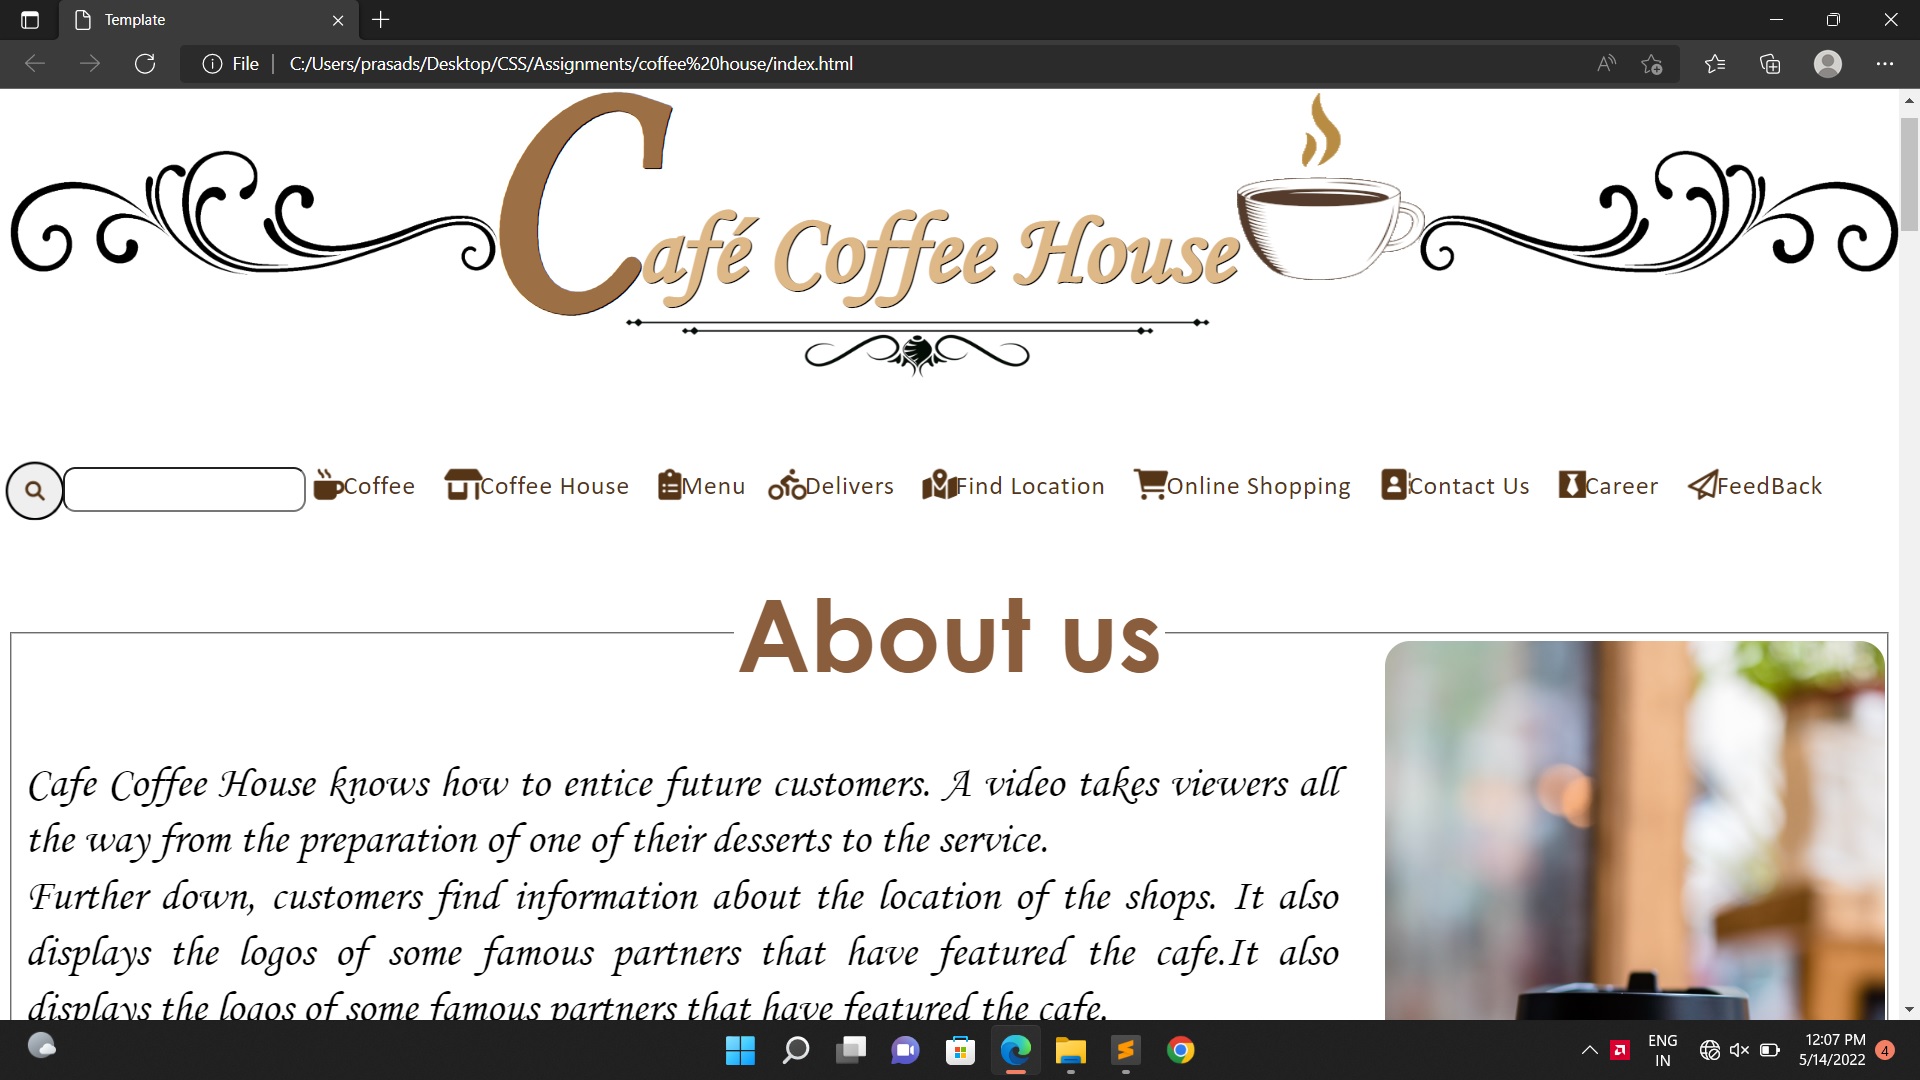 Template
File C:/Users/prasads/Desktop/CSS/Assignments/coffee%20house/index.html
Café Coffee House
Coffee Coffee House Menu Delivers Find Location Online Shopping Contact Us Career FeedBack
About us
Cafe Coffee House knows how to entice future customers. A video takes viewers all
the way from the preparation of one of their desserts to the service.
Further down, customers find information about the location of the shops. It also
displays the logos of some famous partners that have featured the cafe.It also
displays the logos of some famous partners that have featured the cafe.
ENG
IN
12:07 PM
5/14/2022
4